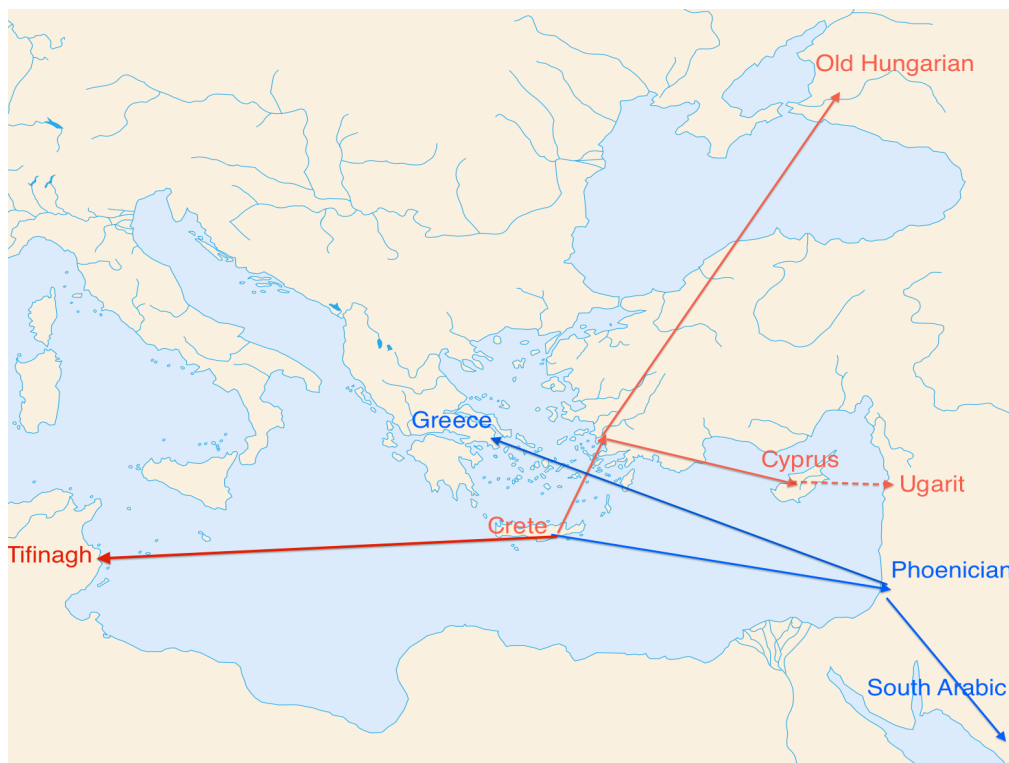 Old Hungarian
Greece
Cyprus
Ugarit
Crete
Tifinagh
Phoenician
South Arabic